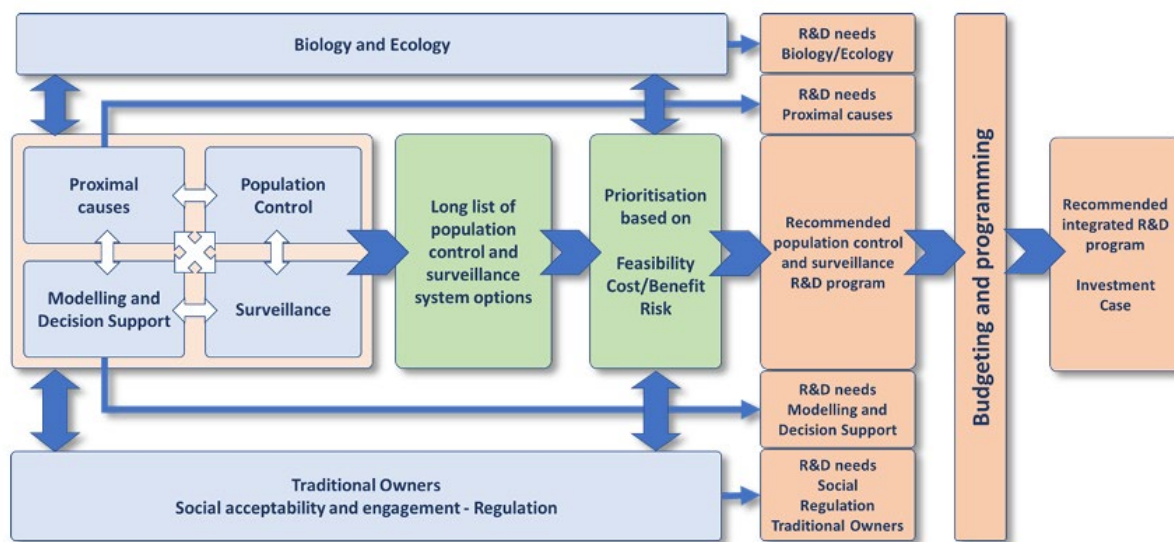 Biology and Ecology
R&D needs
Biology/Ecology
R&D needs
Proximal causes
Proximal
causes
Population
Control
Modelling and
Decision Support
Surveillance
Long list of
population
control and
surveillance
system options
Prioritisation
based on
Feasibility
Cost/Benefit
Risk
Recommended
population control
and surveillance
R&D program
R&D needs
Modelling and
Decision Support
Traditional Owners
Social acceptability and engagement - Regulation
R&D needs
Social
Regulation
Traditional Owners
Budgeting and programming
Recommended
integrated R&D
program
Investment
Case